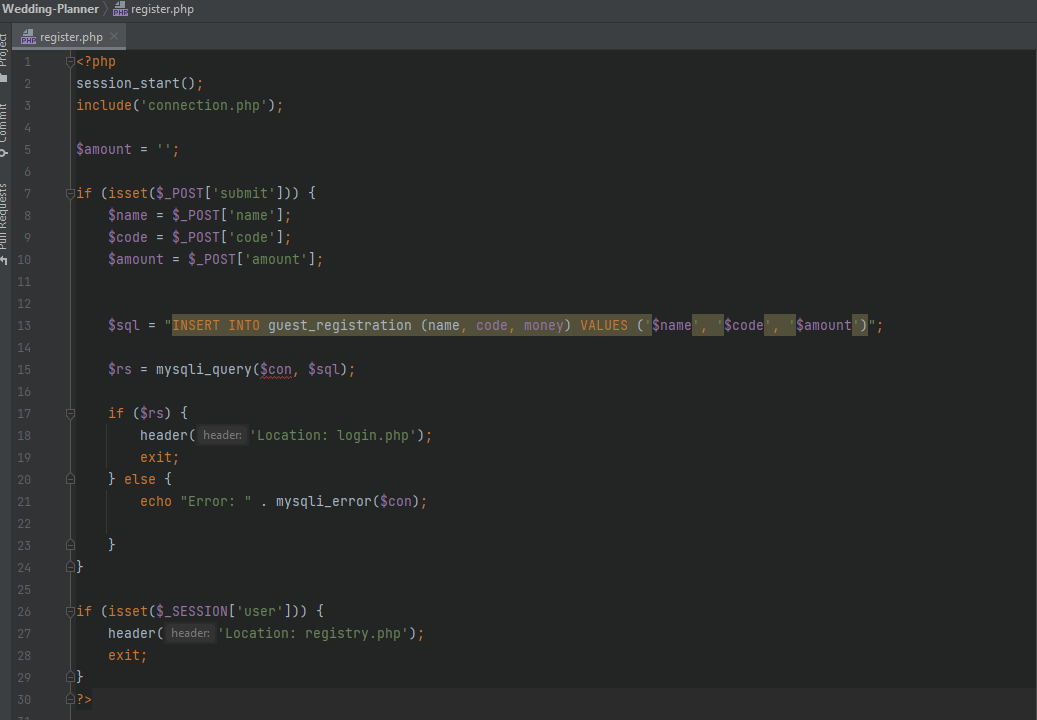 Wedding-Planner register.php
register.php
Project
Commit
Pull Requests
1 <?php
2 session_start();
3 include('connection.php');
4
5 $amount = '';
6
7 if (isset($_POST['submit'])) {
8 $name = $_POST['name'];
9 $code = $_POST['code'];
10 $amount = $_POST['amount'];
11
12
13 $sql = "INSERT INTO guest_registration (name, code, money) VALUES ('$name', '$code', '$amount')";
14
15 $rs = mysqli_query($con, $sql);
16
17 if ($rs) {
18 header( header: 'Location: login.php');
19 exit;
20 } else {
21 echo "Error: " . mysqli_error($con);
22
23 }
24 }
25
26 if (isset($_SESSION['user'])) {
27 header( header: 'Location: registry.php');
28 exit;
29 }
30 ?>